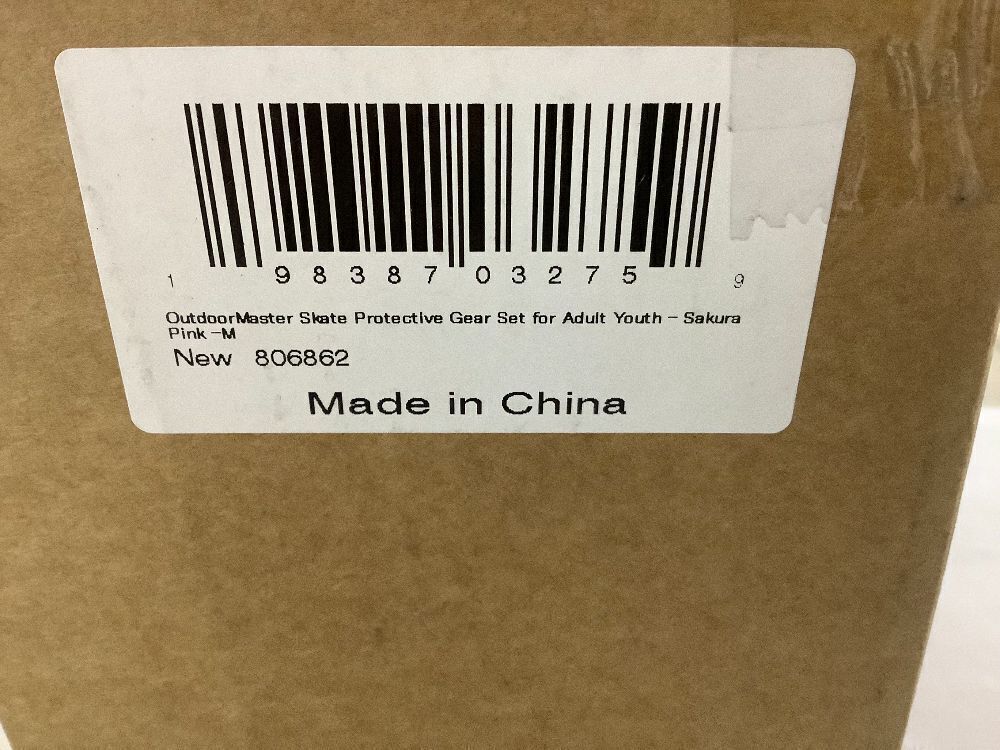 1 98387 03275 9
OutdoorMaster Skate Protective Gear Set for Adult Youth - Sakura
Pink -M
New 806862
Made in China